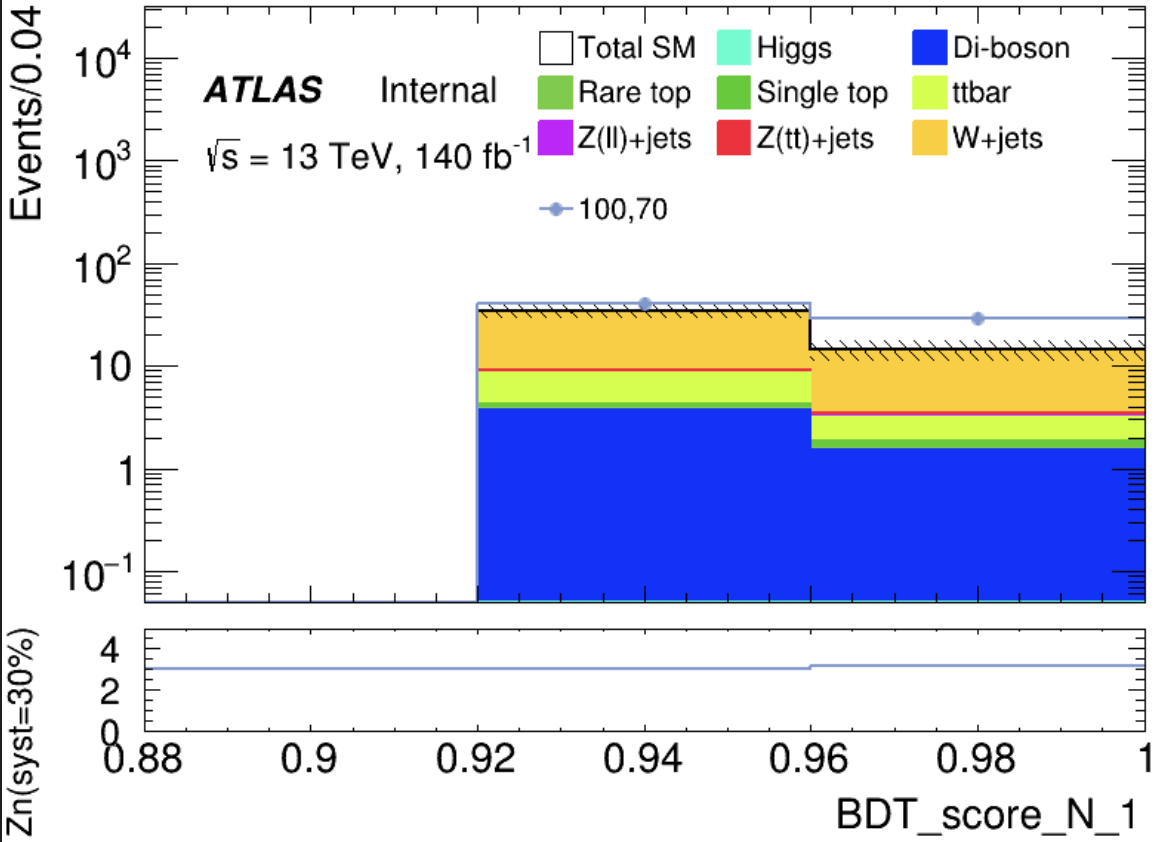 Events/0.04
10⁴
10³
10²
10
1
10⁻¹
ATLAS Internal
√s = 13 TeV, 140 fb⁻¹
Total SM Higgs Di-boson
Rare top Single top ttbar
Z(ll)+jets Z(tt)+jets W+jets
100,70
Zn(syst=30%)
4
2
0
0.88 0.9 0.92 0.94 0.96 0.98 1
BDT_score_N_1